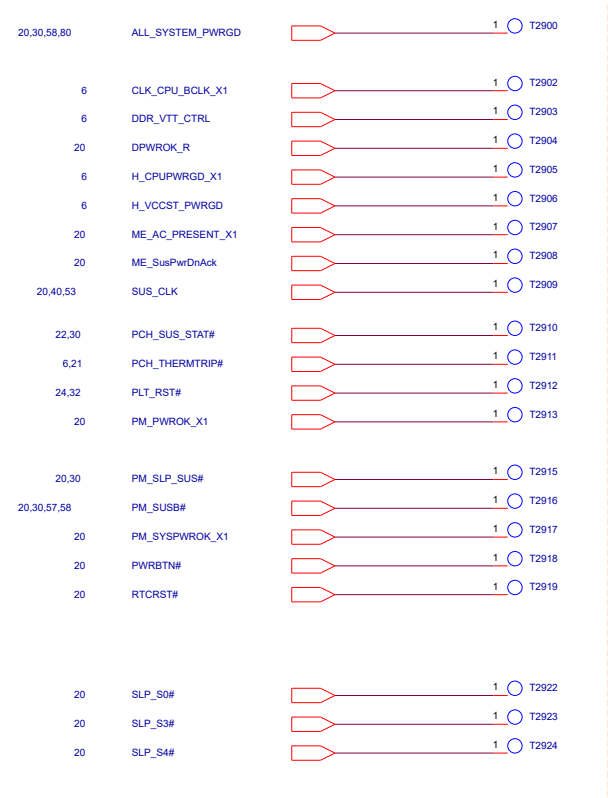 20,30,58,80 ALL_SYSTEM_PWRGD 1 T2900
6 CLK_CPU_BCLK_X1 1 T2902
6 DDR_VTT_CTRL 1 T2903
20 DPWROK_R 1 T2904
6 H_CPUPWRGD_X1 1 T2905
6 H_VCCST_PWRGD 1 T2906
20 ME_AC_PRESENT_X1 1 T2907
20 ME_SusPwrDnAck 1 T2908
20,40,53 SUS_CLK 1 T2909
22,30 PCH_SUS_STAT# 1 T2910
6,21 PCH_THERMTRIP# 1 T2911
24,32 PLT_RST# 1 T2912
20 PM_PWROK_X1 1 T2913
20,30 PM_SLP_SUS# 1 T2915
20,30,57,58 PM_SUSB# 1 T2916
20 PM_SYSPWROK_X1 1 T2917
20 PWRBTN# 1 T2918
20 RTCRST# 1 T2919
20 SLP_S0# 1 T2922
20 SLP_S3# 1 T2923
20 SLP_S4# 1 T2924